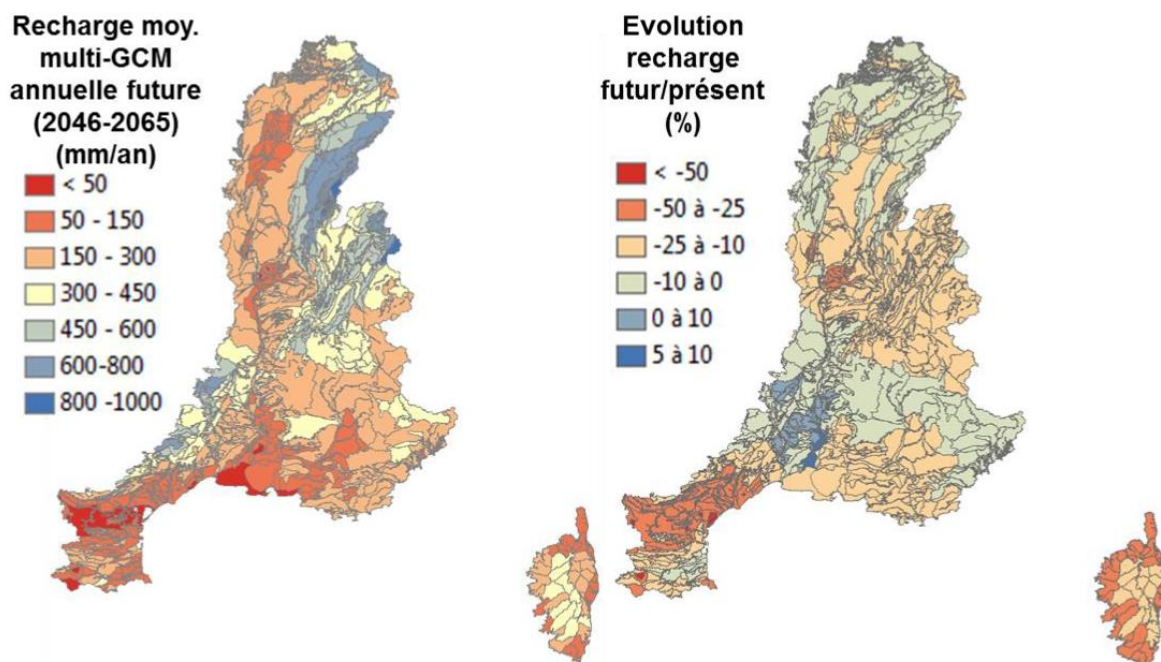 Recharge moy.
multi-GCM
annuelle future
(2046-2065)
(mm/an)
< 50
50 - 150
150 - 300
300 - 450
450 - 600
600-800
800 -1000
Evolution
recharge
futur/présent
(%)
< -50
-50 à -25
-25 à -10
-10 à 0
0 à 10
5 à 10